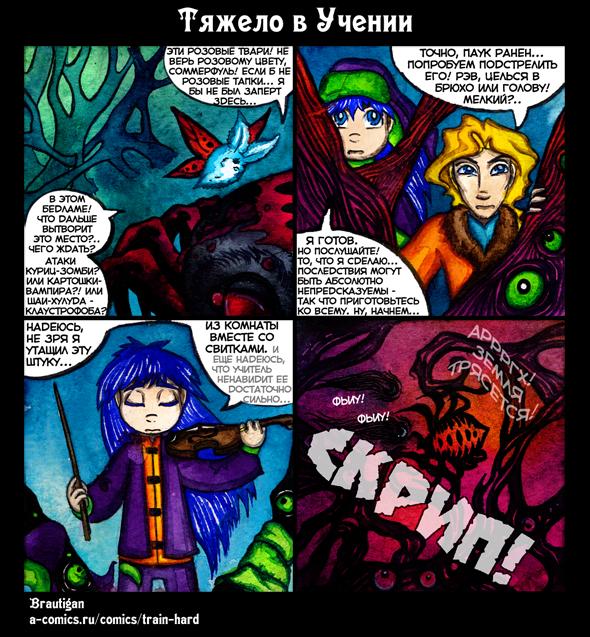 Тяжело в Учении
ЭТИ РОЗОВЫЕ ТВАРИ! НЕ
ВЕРЬ РОЗОВОМУ ЦВЕТУ,
СОММЕРФУЛЬ! ЕСЛИ Б НЕ
РОЗОВЫЕ ТАПКИ... Я
БЫ НЕ БЫЛ ЗАПЕРТ
ЗДЕСЬ...
В ЭТОМ
БЕДЛАМЕ!
ЧТО ДАЛЬШЕ
ВЫТВОРИТ
ЭТО МЕСТО?..
ЧЕГО ЖДАТЬ?
АТАКИ
КУРИЦ-ЗОМБИ?
ИЛИ КАРТОШКИ-
ВАМПИРА?! ИЛИ
ШАИ-ХУЛУДА -
КЛАУСТРОФОБА?
ТОЧНО, ПАУК РАНЕН...
ПОПРОБУЕМ ПОДСТРЕЛИТЬ
ЕГО! РЭВ, ЦЕЛЬСЯ В
БРЮХО ИЛИ ГОЛОВУ!
МЕЛКИЙ?..
Я ГОТОВ.
НО ПОСЛУШАЙТЕ!
ТО, ЧТО Я СДЕЛАЮ...
ПОСЛЕДСТВИЯ МОГУТ
БЫТЬ АБСОЛЮТНО
НЕПРЕДСКАЗУЕМЫ -
ТАК ЧТО ПРИГОТОВЬТЕСЬ
КО ВСЕМУ. НУ, НАЧНЕМ...
НАДЕЮСЬ,
НЕ ЗРЯ Я
УТАЩИЛ ЭТУ
ШТУКУ...
ИЗ КОМНАТЫ
ВМЕСТЕ СО
СВИТКАМИ. И
ЕЩЕ НАДЕЮСЬ,
ЧТО УЧИТЕЛЬ
НЕНАВИДИТ ЕЕ
ДОСТАТОЧНО
СИЛЬНО...
АРРРГХ!
ЗЕМЛЯ
ТРЯСЕТСЯ!
ФЬИУ!
ФЬИУ!
СКРИП!
Brautigan
a-comics.ru/comics/train-hard